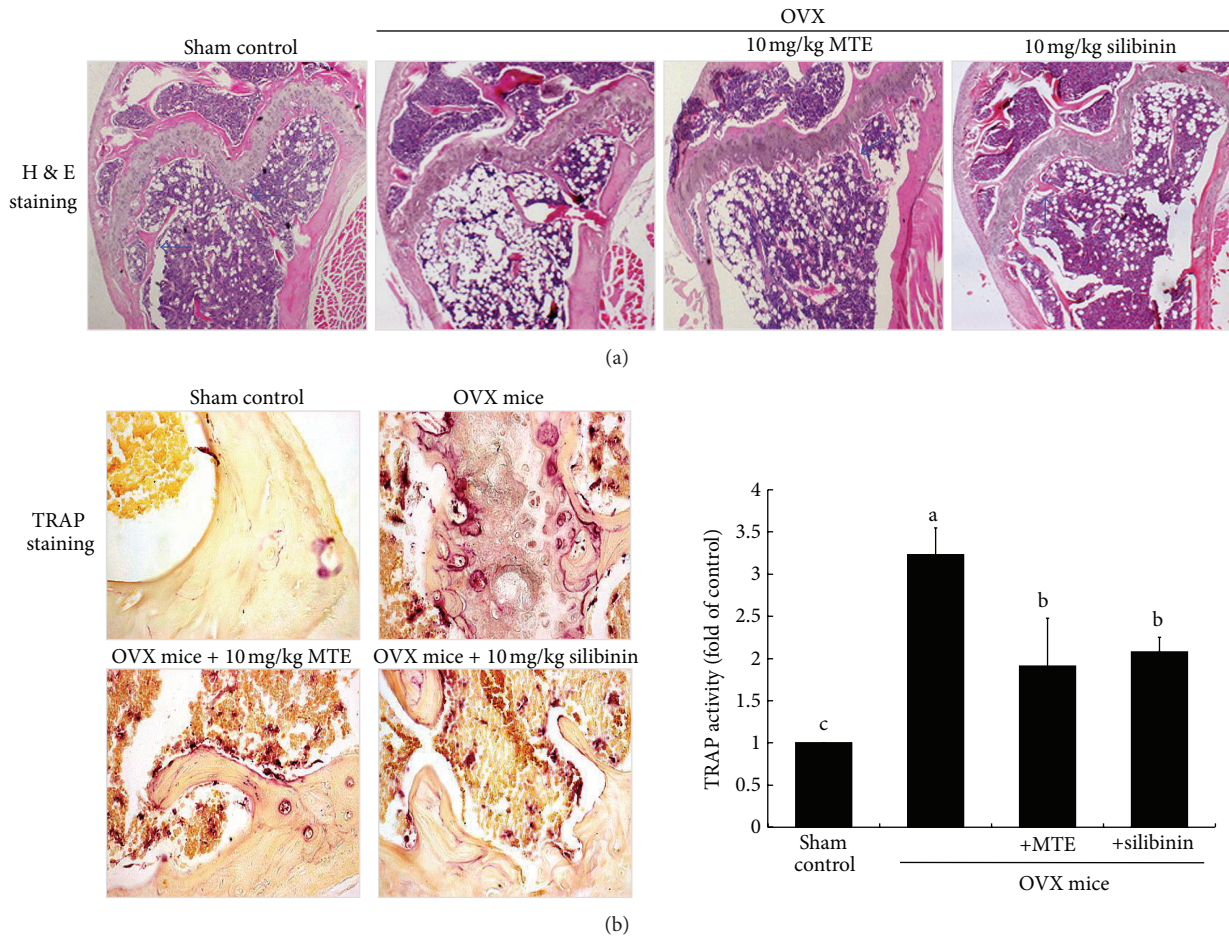 OVX
Sham control
10 mg/kg MTE
10 mg/kg silibinin
H & E
staining
(a)
Sham control
OVX mice
TRAP
staining
OVX mice + 10 mg/kg MTE
OVX mice + 10 mg/kg silibinin
TRAP activity (fold of control)
4
3.5
3
2.5
2
1.5
1
0.5
0
c
a
b
b
Sham
control
+MTE
+silibinin
OVX mice
(b)